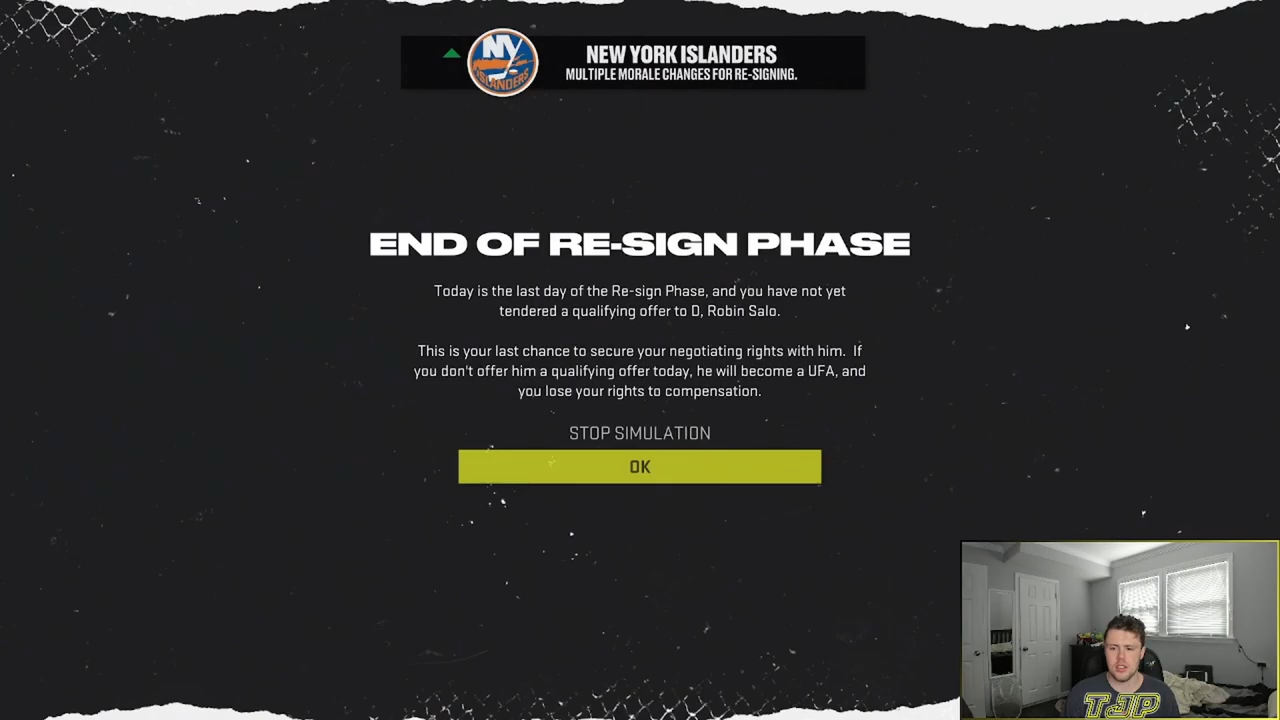 NY
ISLANDERS
NEW YORK ISLANDERS
MULTIPLE MORALE CHANGES FOR RE-SIGNING.
END OF RE-SIGN PHASE
Today is the last day of the Re-sign Phase, and you have not yet
tendered a qualifying offer to D, Robin Salo.
This is your last chance to secure your negotiating rights with him. If
you don't offer him a qualifying offer today, he will become a UFA, and
you lose your rights to compensation.
STOP SIMULATION
OK
TJP